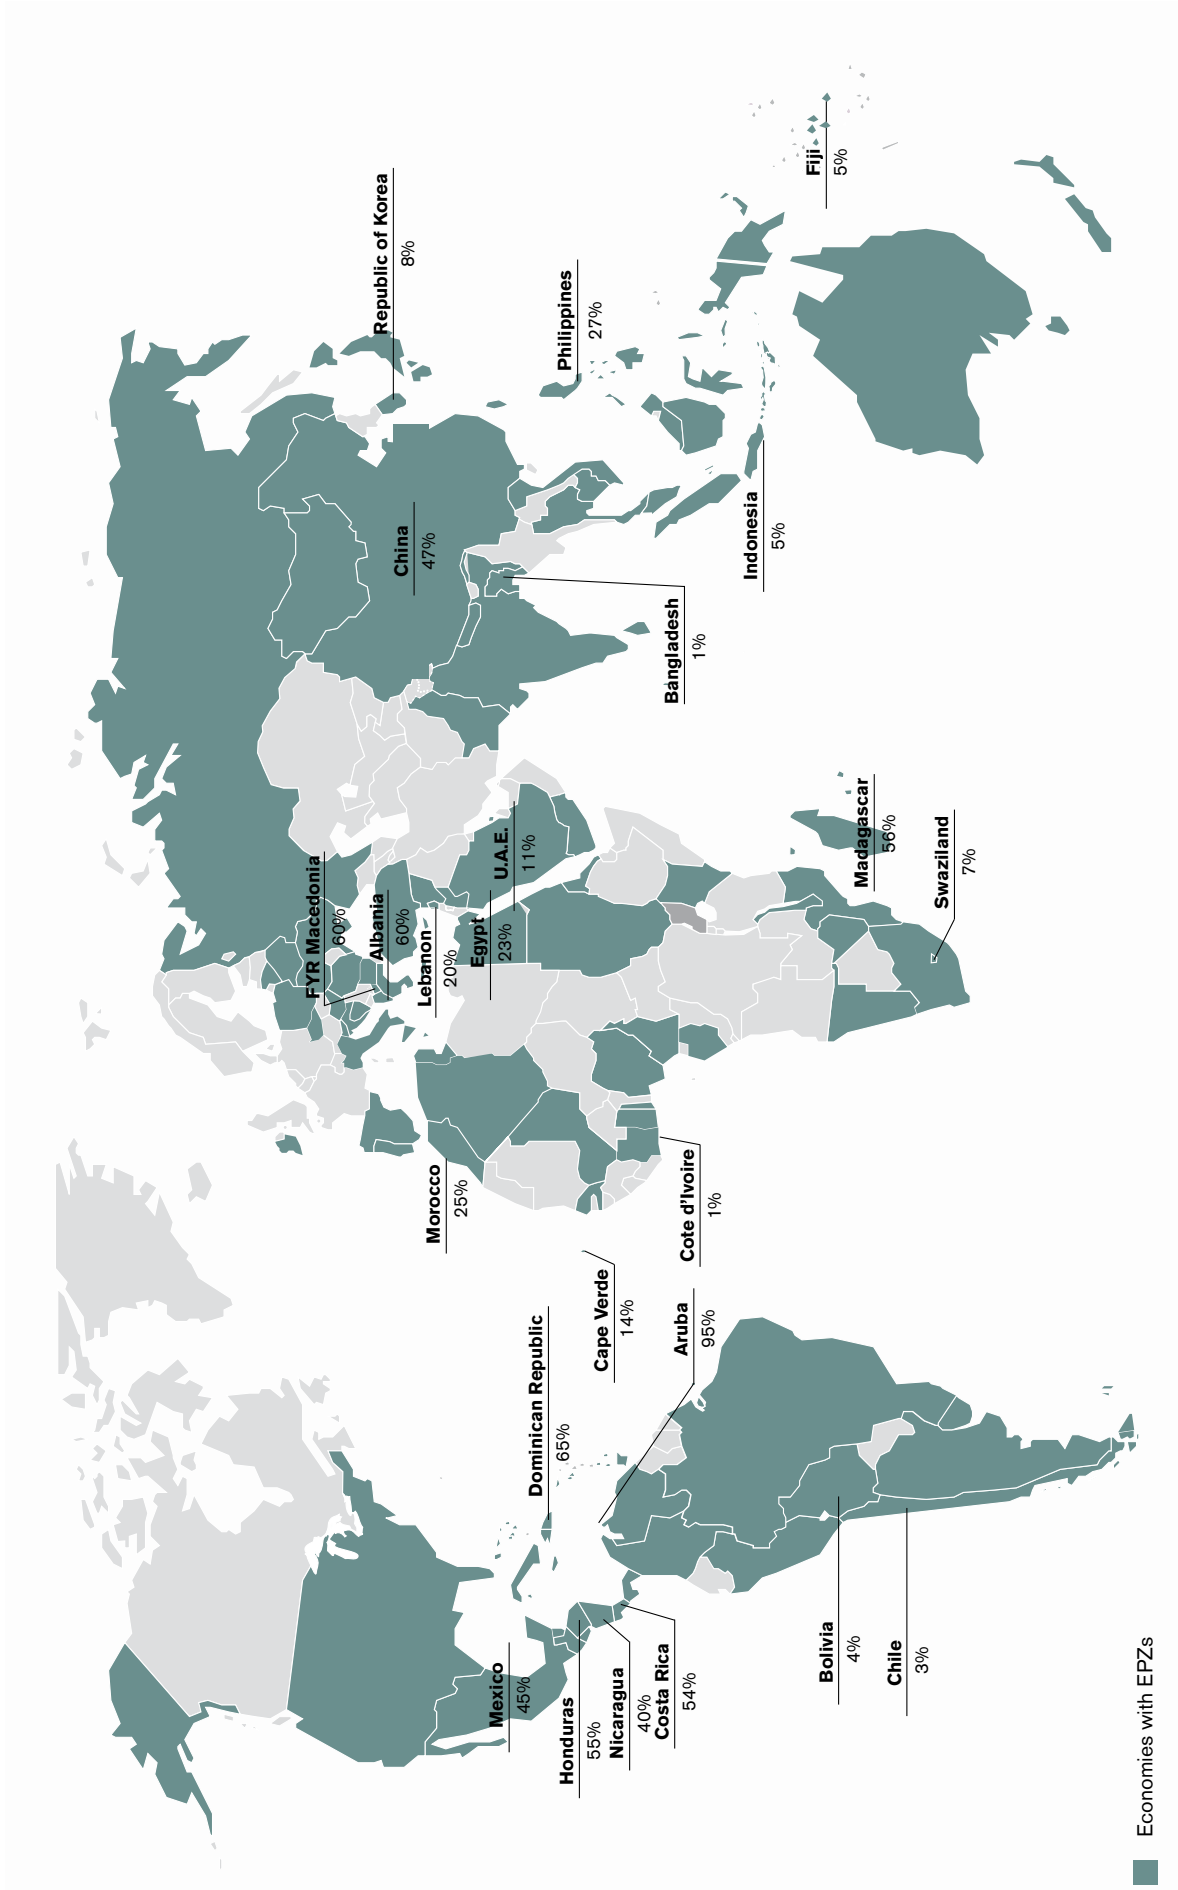 Republic of Korea
8%
Fiji
5%
Philippines
27%
China
47%
Indonesia
5%
Bangladesh
1%
FYR Macedonia
60%
Albania
60%
Lebanon
20%
Egypt
23%
U.A.E.
11%
Madagascar
56%
Swaziland
7%
Morocco
25%
Cote d'Ivoire
1%
Cape Verde
14%
Aruba
95%
Dominican Republic
65%
Mexico
45%
Honduras
55%
Nicaragua
40%
Costa Rica
54%
Bolivia
4%
Chile
3%
Economies with EPZs